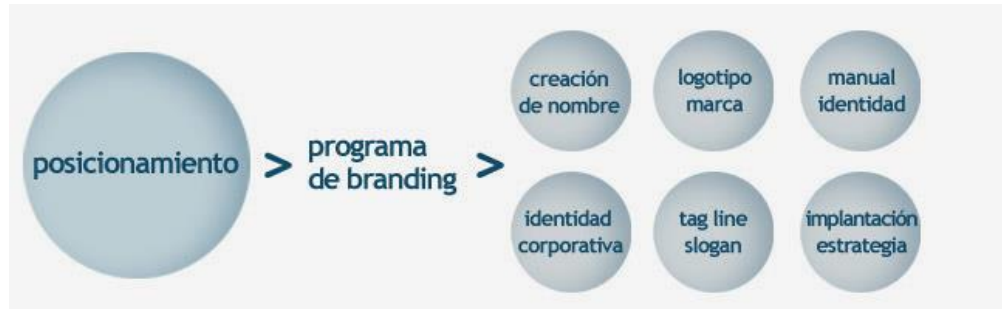 posicionamiento
>
programa
de branding
>
creación
de nombre
logotipo
marca
manual
identidad
identidad
corporativa
tag line
slogan
implantación
estrategia